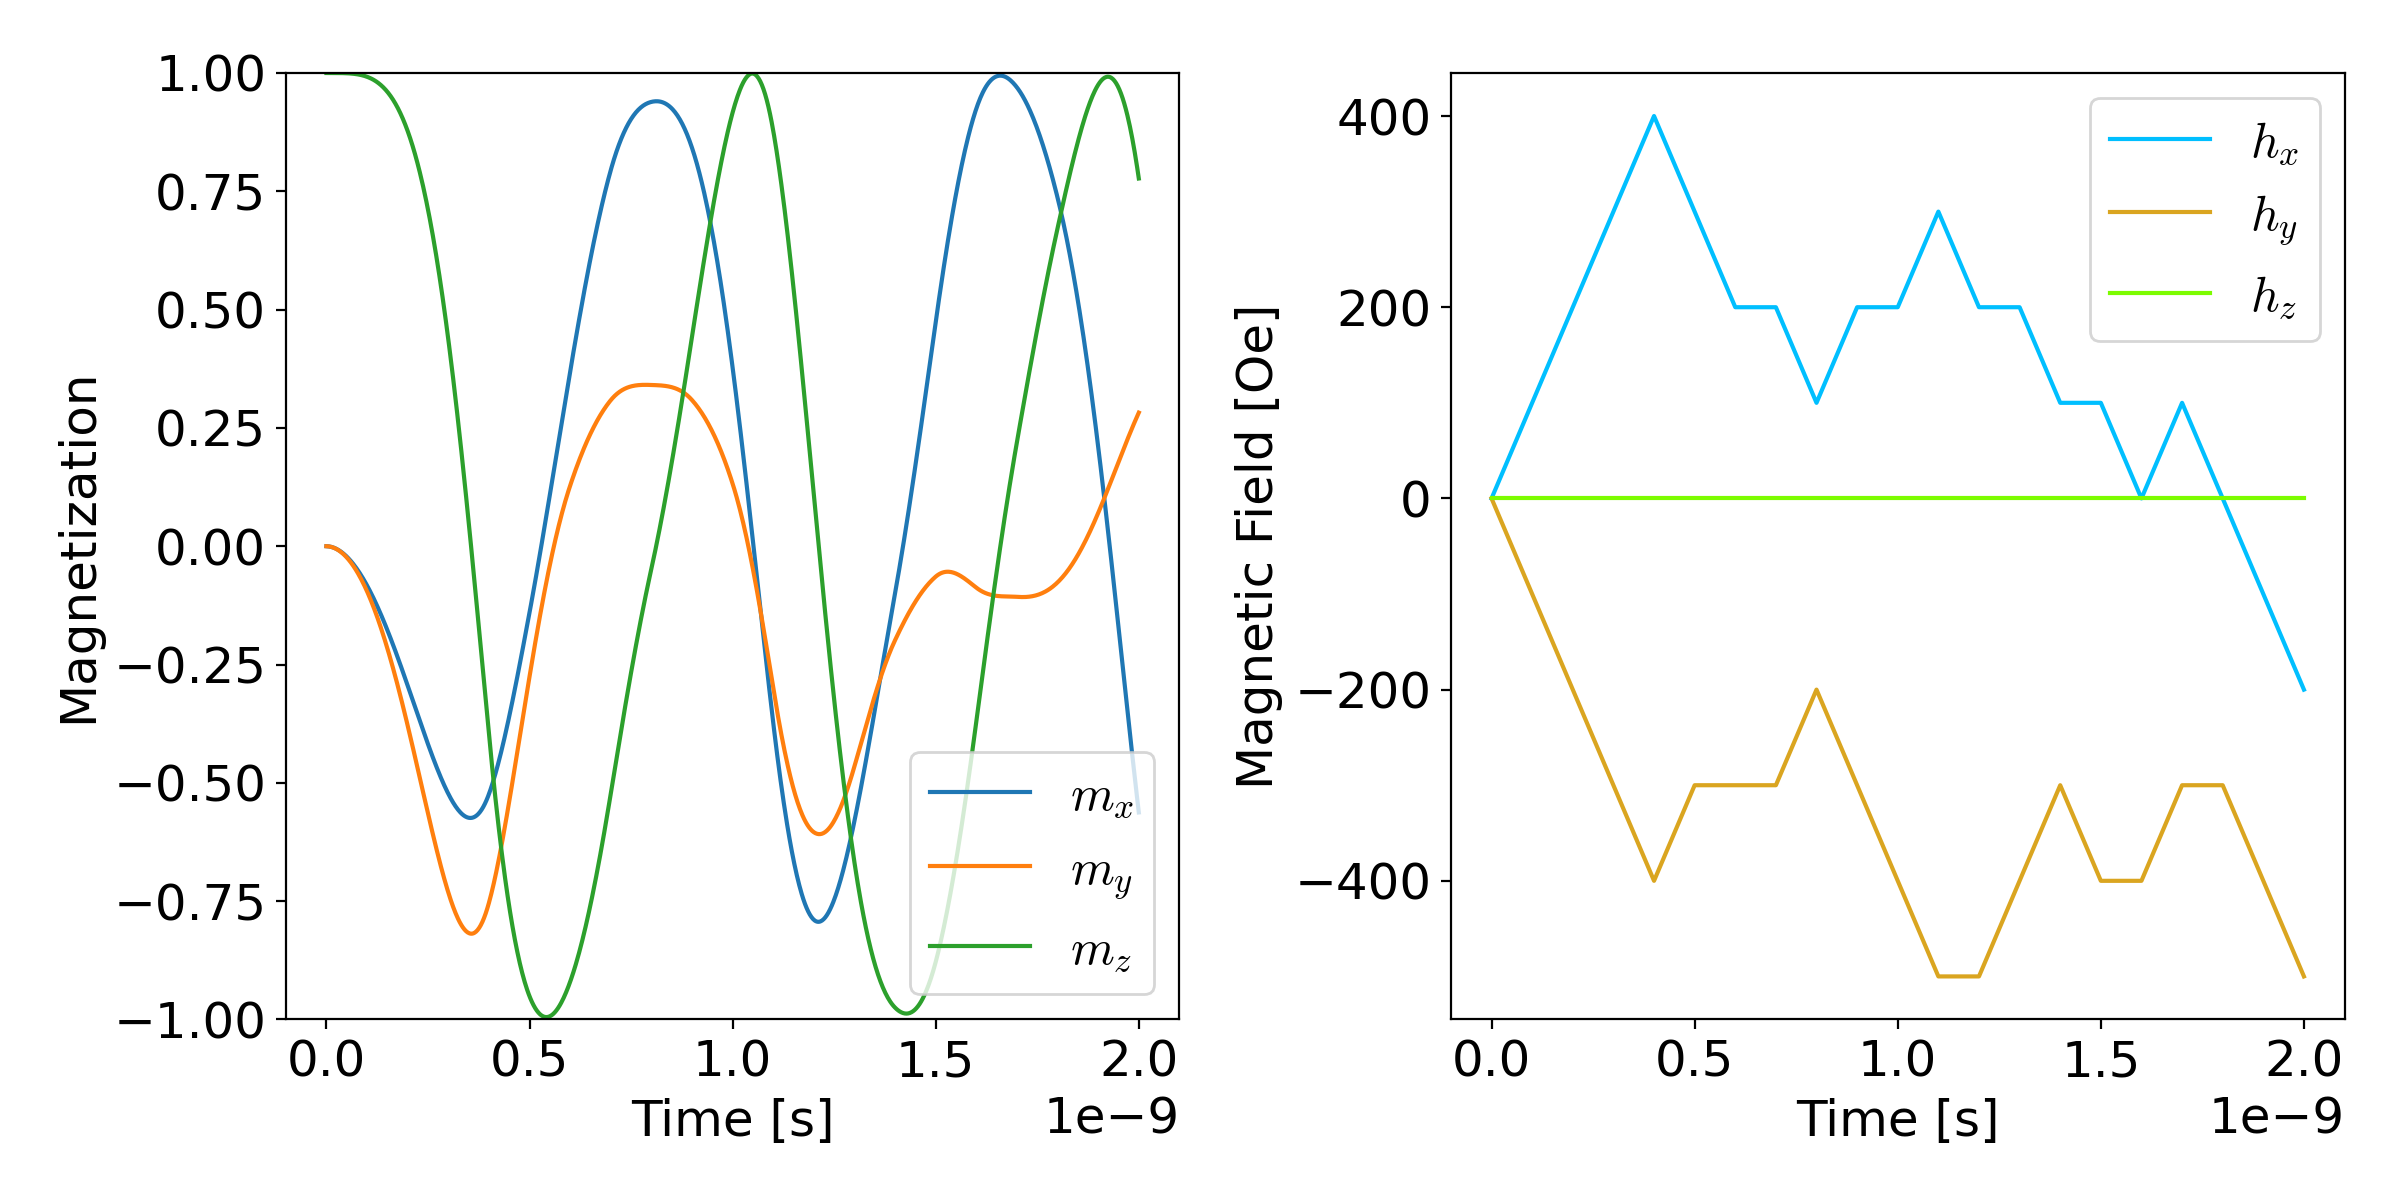 Magnetization
1.00
0.75
0.50
0.25
0.00
−0.25
−0.50
−0.75
−1.00
0.0 0.5 1.0 1.5 2.0
Time [s]
1e−9
m_x
m_y
m_z
Magnetic Field [Oe]
400
200
0
−200
−400
0.0 0.5 1.0 1.5 2.0
Time [s]
1e−9
h_x
h_y
h_z